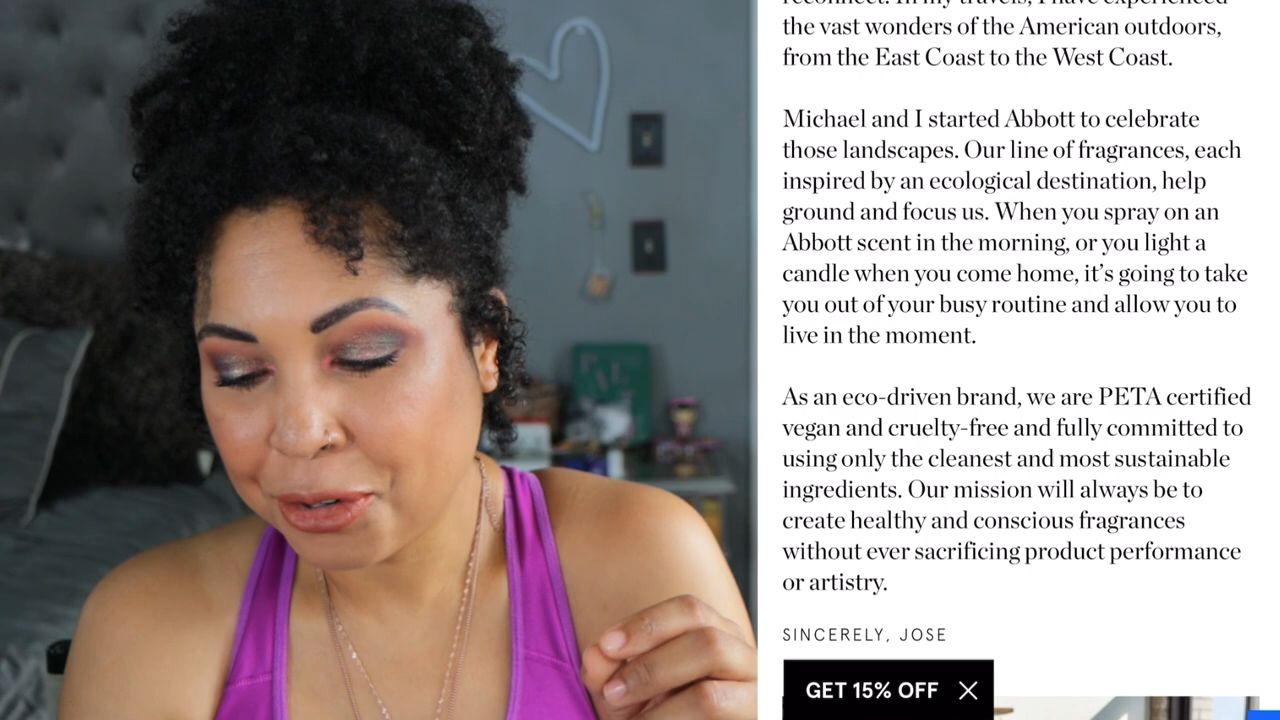 reconnect. In my travels, I have experienced
the vast wonders of the American outdoors,
from the East Coast to the West Coast.
Michael and I started Abbott to celebrate
those landscapes. Our line of fragrances, each
inspired by an ecological destination, help
ground and focus us. When you spray on an
Abbott scent in the morning, or you light a
candle when you come home, it’s going to take
you out of your busy routine and allow you to
live in the moment.
As an eco-driven brand, we are PETA certified
vegan and cruelty-free and fully committed to
using only the cleanest and most sustainable
ingredients. Our mission will always be to
create healthy and conscious fragrances
without ever sacrificing product performance
or artistry.
SINCERELY, JOSE
GET 15% OFF